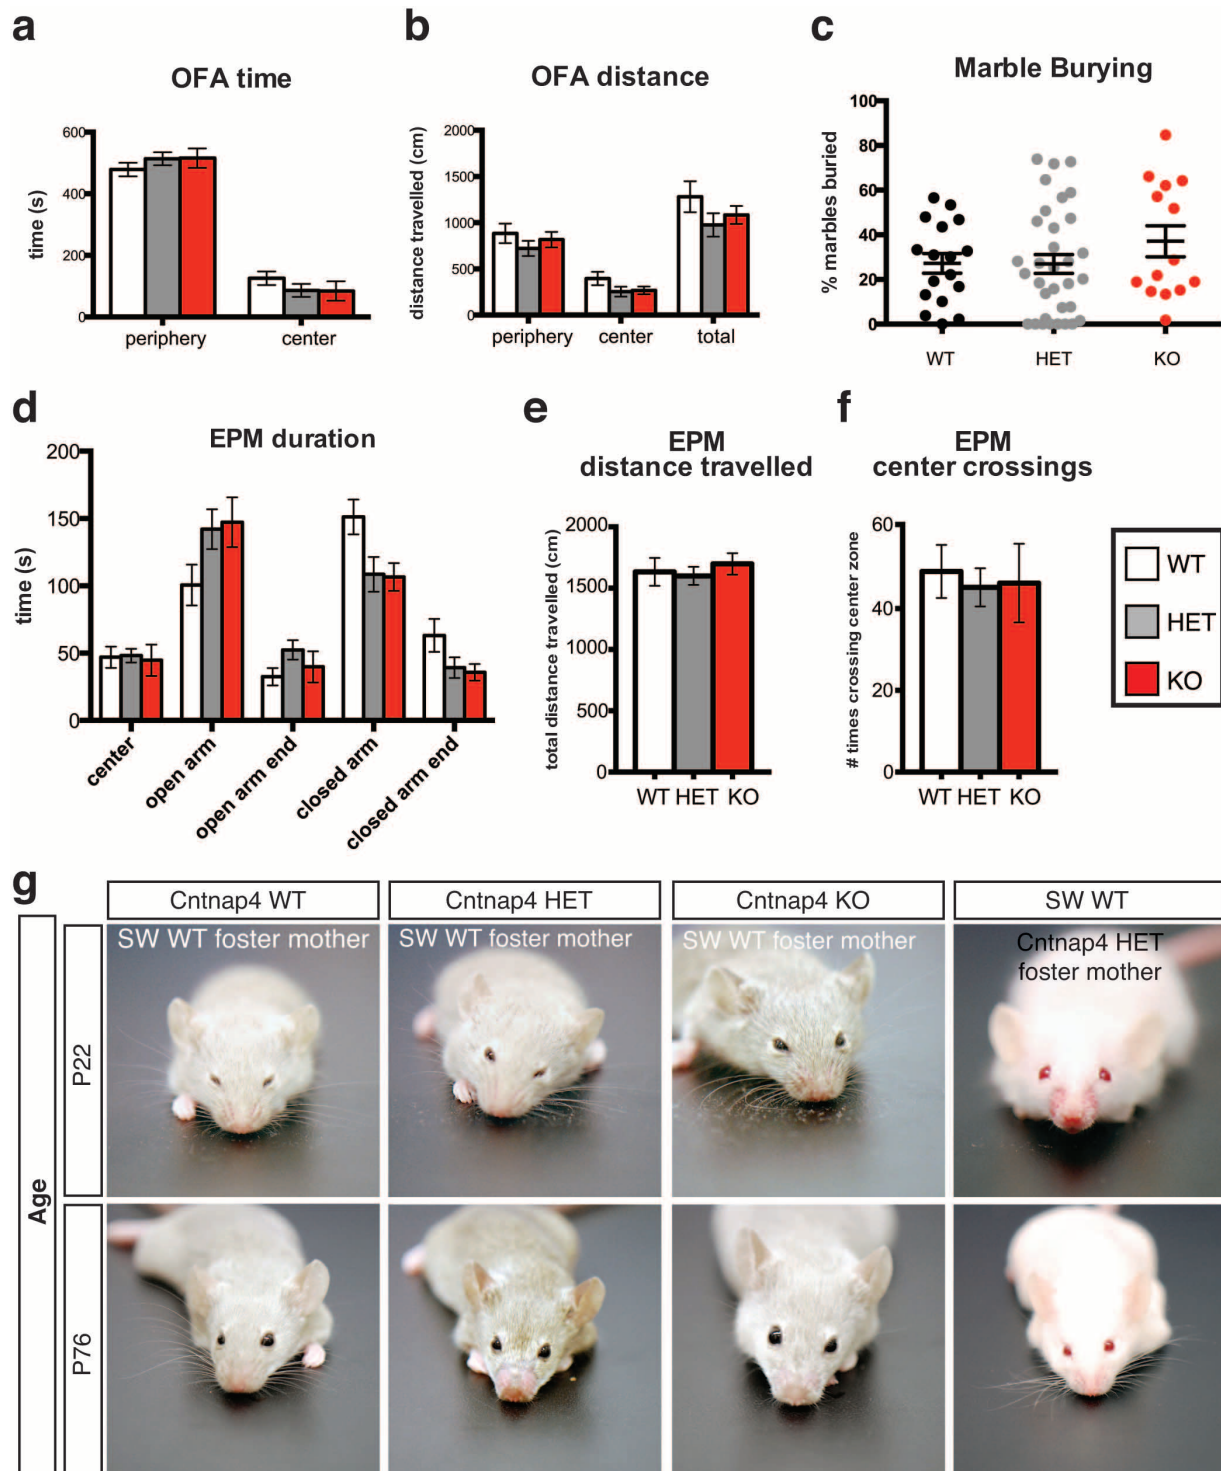 a
OFA time
time (s)
600
400
200
0
periphery
center
b
OFA distance
distance travelled (cm)
2000
1500
1000
500
0
periphery
center
total
c
Marble Burying
% marbles buried
100
80
60
40
20
0
WT
HET
KO
d
EPM duration
time (s)
200
150
100
50
0
center
open arm
open arm end
closed arm
closed arm end
e
EPM
distance travelled
total distance travelled (cm)
2000
1500
1000
500
0
WT HET KO
f
EPM
center crossings
# times crossing center zone
60
40
20
0
WT HET KO
WT
HET
KO
g
Cntnap4 WT
Cntnap4 HET
Cntnap4 KO
SW WT
Age
P22
SW WT foster mother
SW WT foster mother
SW WT foster mother
Cntnap4 HET
foster mother
P76